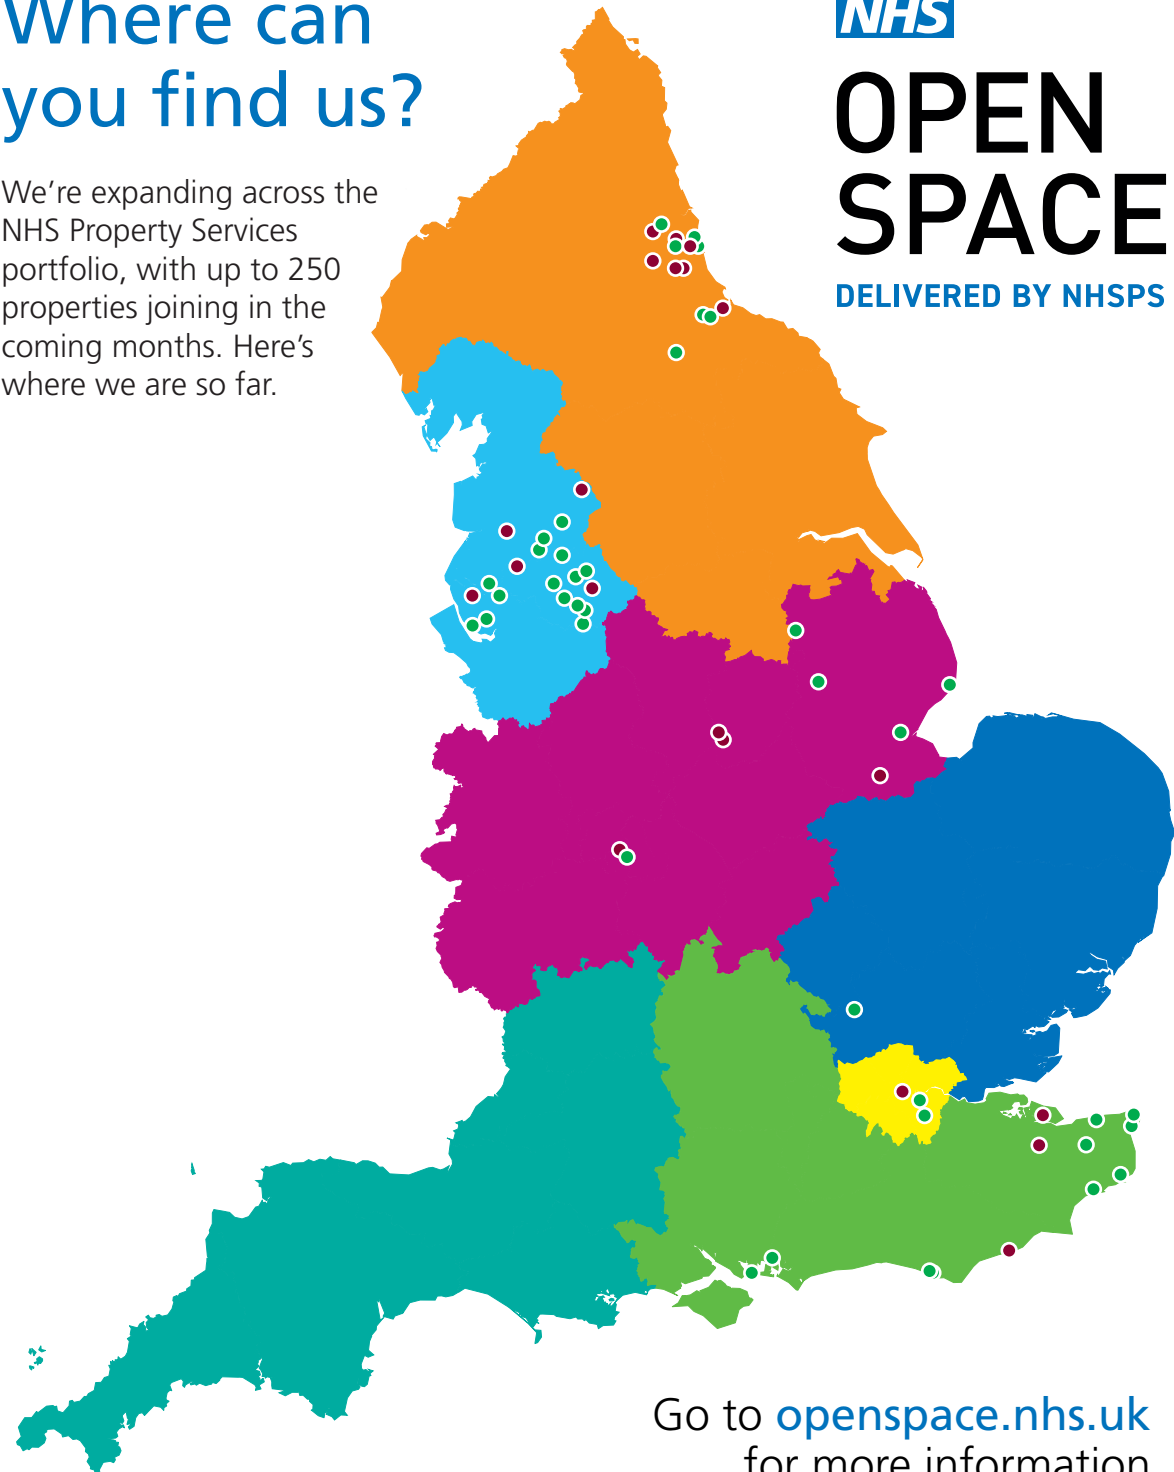 Where can
you find us?
We're expanding across the
NHS Property Services
portfolio, with up to 250
properties joining in the
coming months. Here's
where we are so far.
NHS
OPEN
SPACE
DELIVERED BY NHSPS
Go to openspace.nhs.uk
for more information